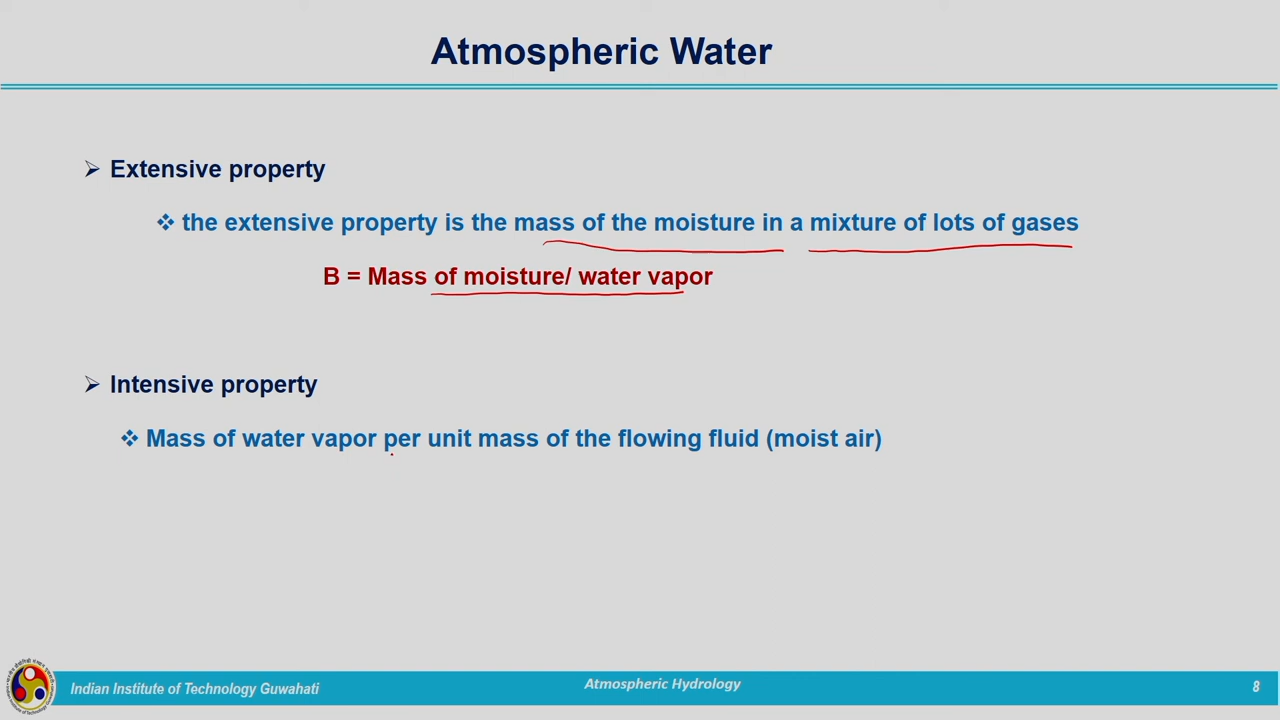 Atmospheric Water
Extensive property
the extensive property is the mass of the moisture in a mixture of lots of gases
B = Mass of moisture/ water vapor
Intensive property
Mass of water vapor per unit mass of the flowing fluid (moist air)
Indian Institute of Technology Guwahati
Atmospheric Hydrology
8